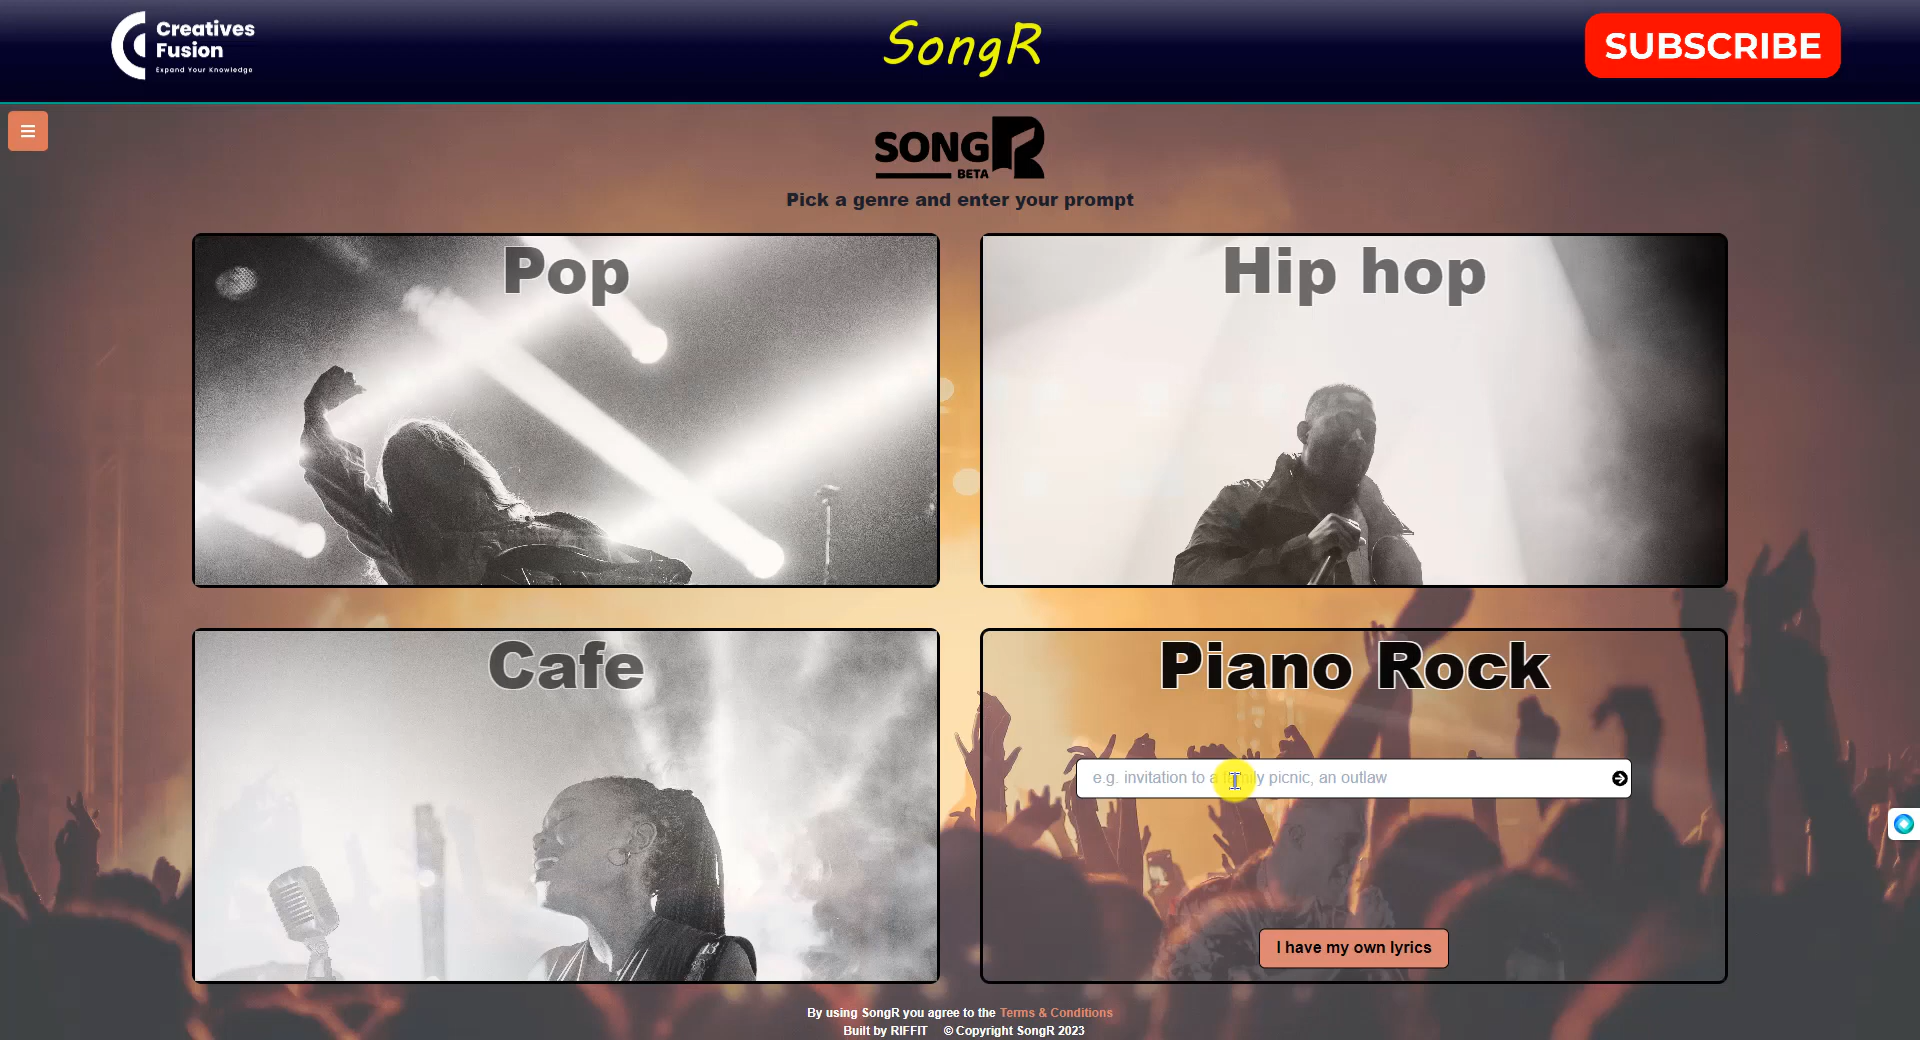 Creatives
Fusion
Expand Your Knowledge
SongR
SUBSCRIBE
SONGR
BETA
Pick a genre and enter your prompt
Pop
Hip hop
Cafe
Piano Rock
e.g. invitation to a family picnic, an outlaw
I have my own lyrics
By using SongR you agree to the Terms & Conditions
Built by RIFFIT © Copyright SongR 2023